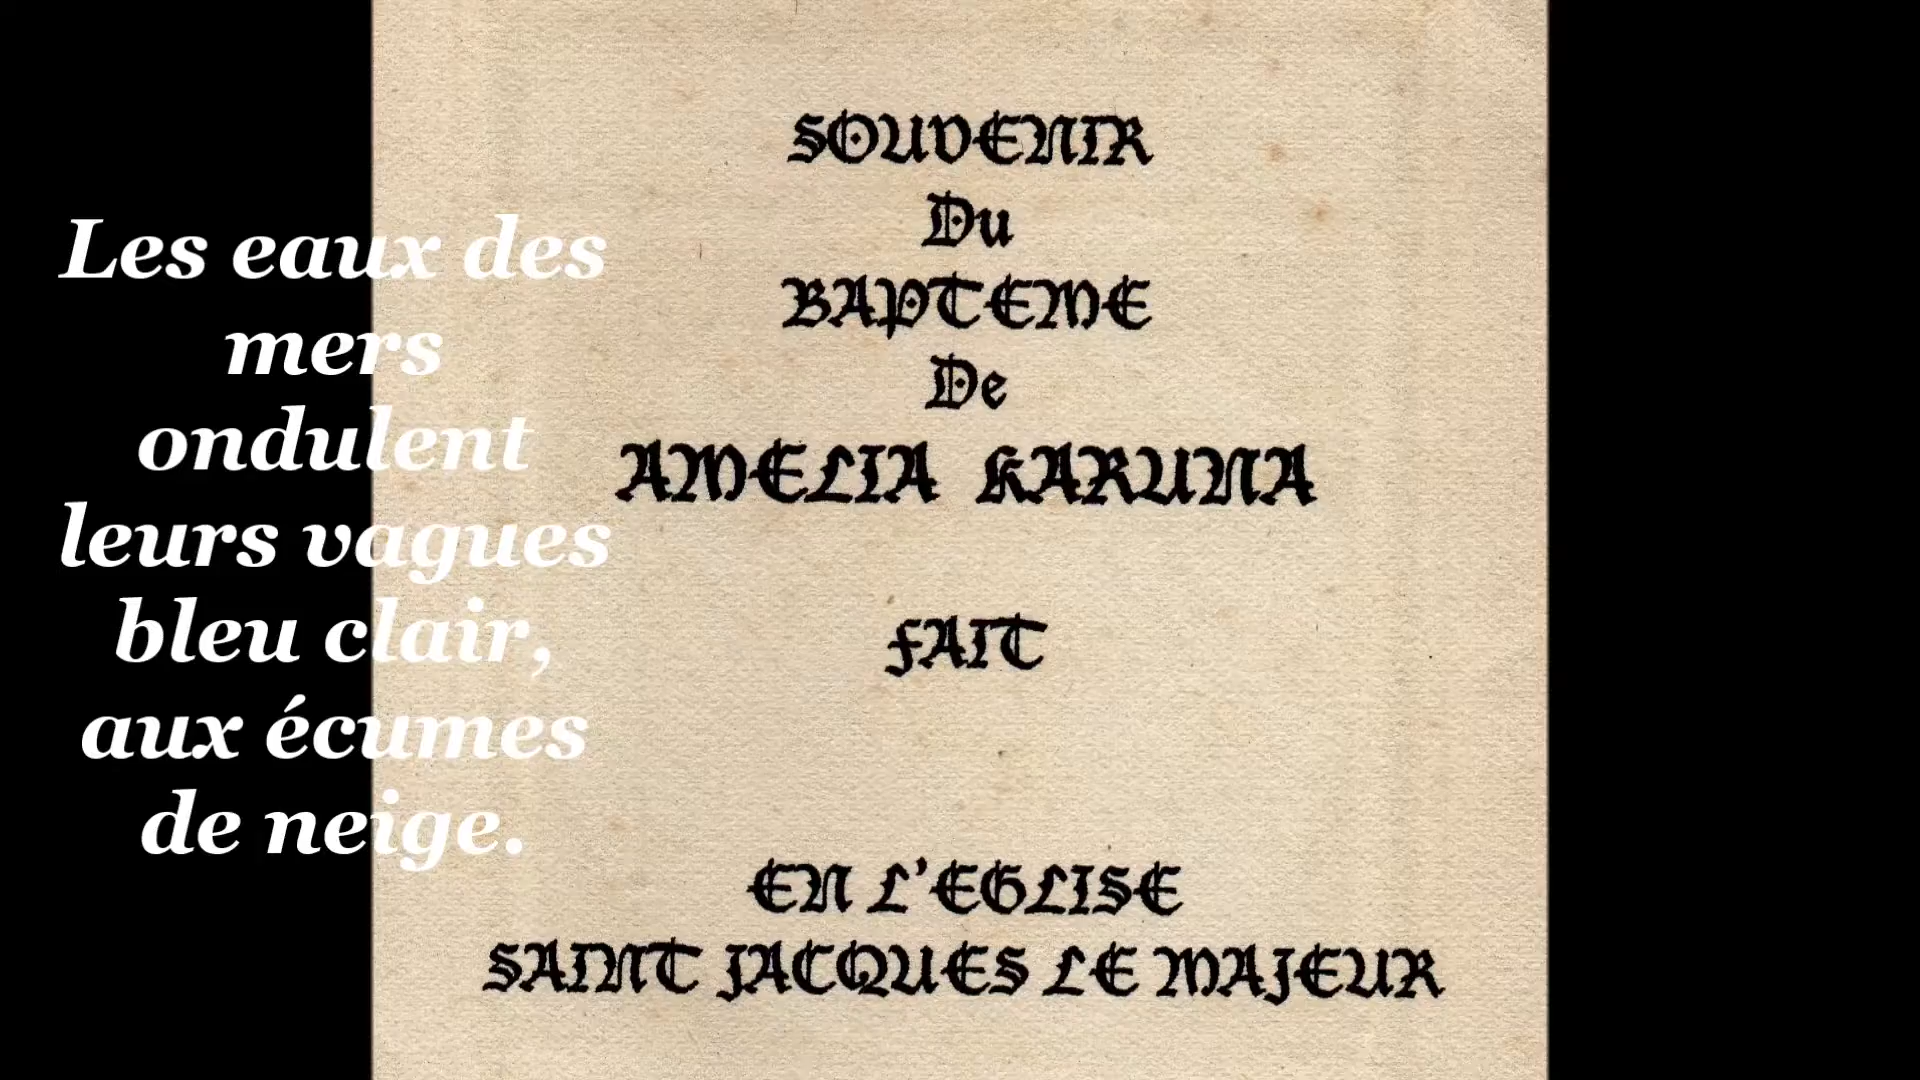 Les eaux des
mers
ondulent
leurs vagues
bleu clair,
aux écumes
de neige.
SOUVENIR
Du
BAPTEME
De
AMELIA KARUNA
FAIT
EN L'EGLISE
SAINT JACQUES LE MAJEUR